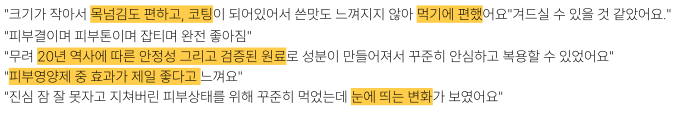 "크기가 작아서 목넘김도 편하고, 코팅이 되어있어서 쓴맛도 느껴지지 않아 먹기에 편했어요"겨드실 수 있을 것 같았어요."
"피부결이며 피부톤이며 잡티며 완전 좋아짐"
"무려 20년 역사에 따른 안정성 그리고 검증된 원료로 성분이 만들어져서 꾸준히 안심하고 복용할 수 있었어요"
"피부영양제 중 효과가 제일 좋다고 느껴요"
"진심 잠 잘 못자고 지쳐버린 피부상태를 위해 꾸준히 먹었는데 눈에 띄는 변화가 보였어요"